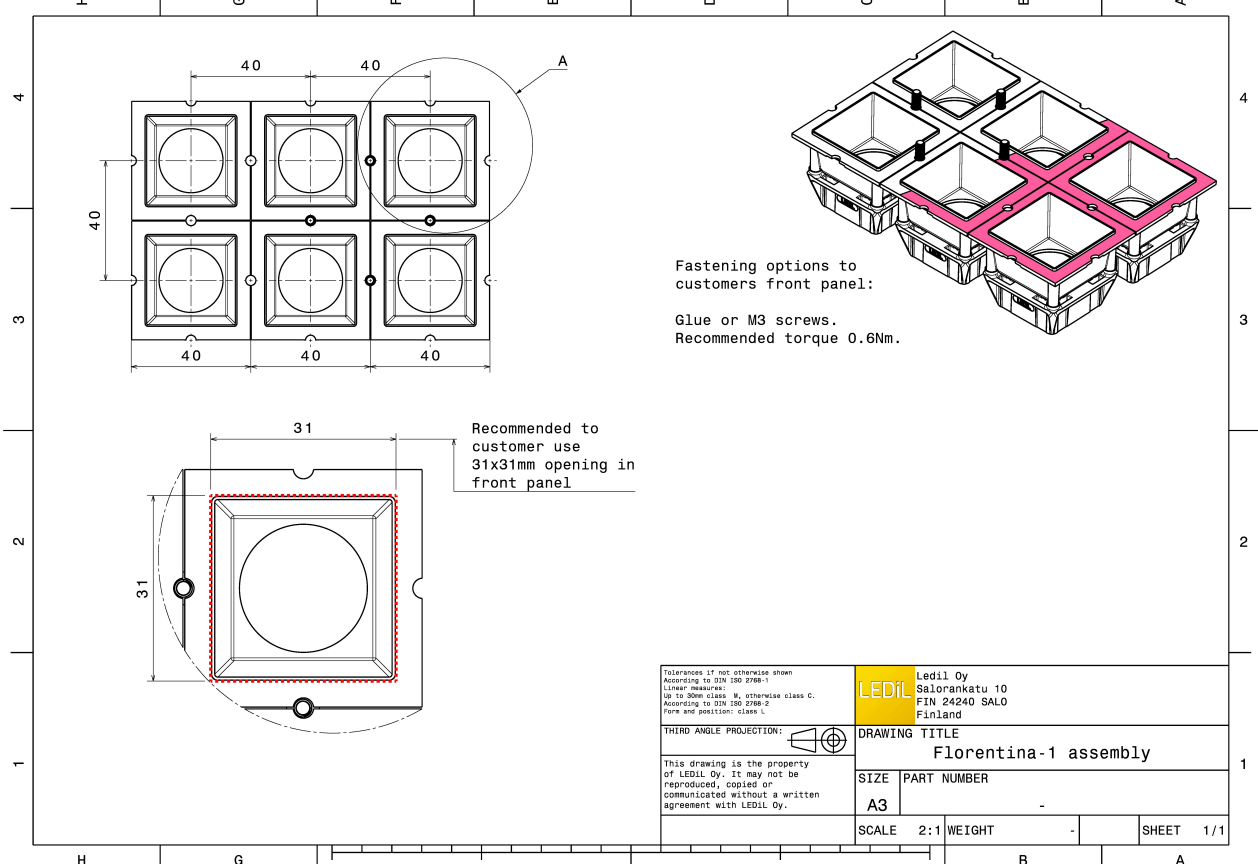 H G F E D C B A
40 40 A
4 4
40
Fastening options to
customers front panel:
Glue or M3 screws.
Recommended torque 0.6Nm.
3 3
40 40 40
31
Recommended to
customer use
31x31mm opening in
front panel
2 2
31
Tolerances if not otherwise shown
According to DIN ISO 2768-1
Linear measures:
Up to 30mm class M, otherwise class C.
According to DIN ISO 2768-2
Form and position: class L
LEDiL
Ledil Oy
Salorankatu 10
FIN 24240 SALO
Finland
THIRD ANGLE PROJECTION:
DRAWING TITLE
Florentina-1 assembly
1 1
This drawing is the property
of LEDiL Oy. It may not be
reproduced, copied or
communicated without a written
agreement with LEDiL Oy.
SIZE PART NUMBER
A3 -
SCALE 2:1 WEIGHT - SHEET 1/1
H G B A